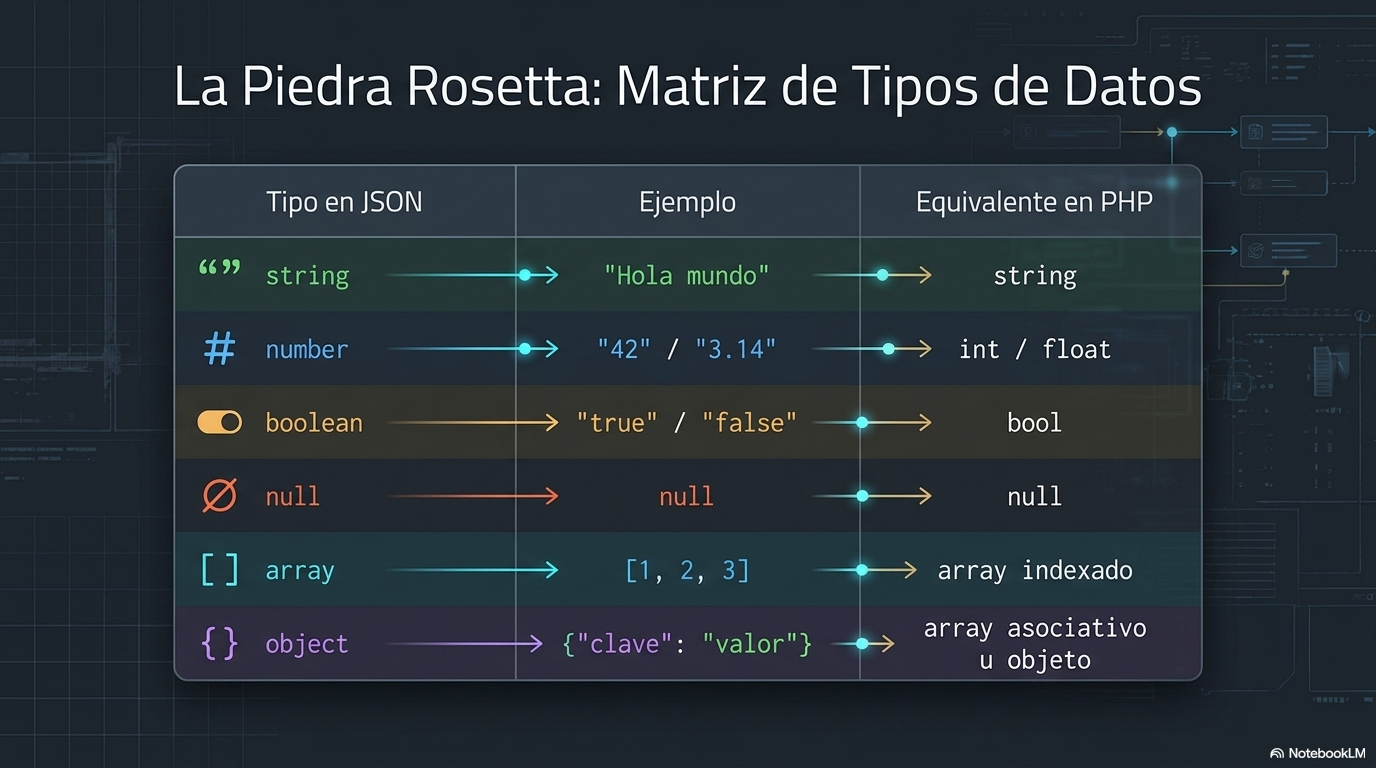 La Piedra Rosetta: Matriz de Tipos de Datos
Tipo en JSON Ejemplo Equivalente en PHP
“” string "Hola mundo" string
# number "42" / "3.14" int / float
boolean "true" / "false" bool
∅ null null null
[] array [1, 2, 3] array indexado
{} object {"clave": "valor"} array asociativo
u objeto
NotebookLM